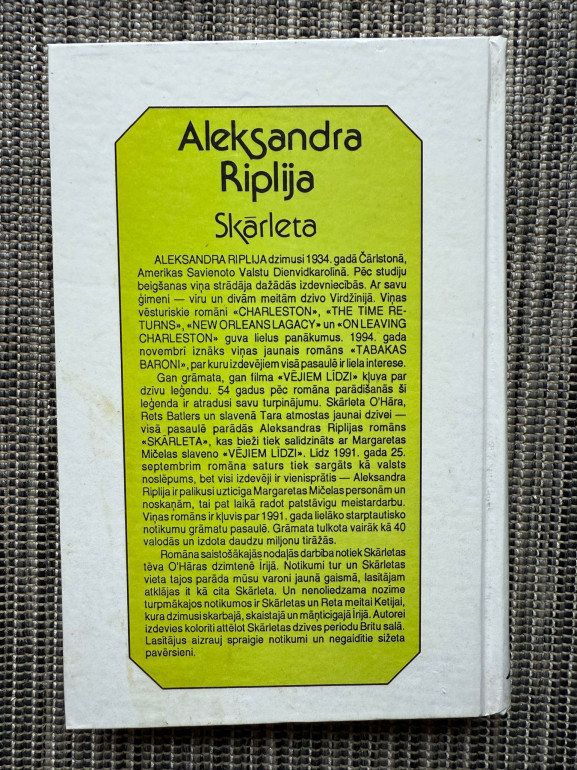 Aleksandra
Riplija
Skārleta
ALEKSANDRA RIPLIJA dzimusi 1934. gadā Čārlstonā,
Amerikas Savienoto Valstu Dienvidkarolinā. Pēc studiju
beigšanas viņa strādāja dažādās izdevniecībās. Ar savu
ģimeni — vīru un divām meitām dzīvo Virdžīnijā. Viņas
vēsturiskie romāni «CHARLESTON», «THE TIME RE-
TURNS», «NEW ORLEANS LAGACY» un «ON LEAVING
CHARLESTON» guva lielus panākumus. 1994. gada
novembrī iznāks viņas jaunais romāns «TABAKAS
BARONI», par kuru izdevējiem visā pasaulē ir liela interese.
Gan grāmata, gan filma «VĒJIEM LĪDZI» kļuva par
dzīvu leģendu. 54 gadus pēc romāna parādīšanās šī
leģenda ir atradusi savu turpinājumu. Skārleta O'Hāra,
Rets Batlers un slavenā Tara atmostas jaunai dzīvei —
visā pasaulē parādās Aleksandras Riplijas romāns
«SKĀRLETA», kas bieži tiek salīdzināts ar Margaretas
Mičelas slaveno «VĒJIEM LĪDZI». Līdz 1991. gada 25.
septembrim romāna saturs tiek sargāts kā valsts
noslēpums, bet visi izdevēji ir vienisprātis — Aleksandra
Riplija ir palikusi uzticīga Margaretas Mičelas personām un
noskaņām, tai pat laikā radot patstāvīgu meistardarbu.
Viņas romāns ir kļuvis par 1991. gada lielāko starptautisko
notikumu grāmatu pasaulē. Grāmata tulkota vairāk kā 40
valodās un izdota daudzu miljonu tirāžās.
Romāna saistošākajās nodaļās darbība notiek Skārletas
tēva O'Hāras dzimtenē Īrijā. Notikumi tur un Skārletas
vieta tajos parāda mūsu varoni jaunā gaismā, lasītājam
atklājas it kā cita Skārleta. Un nenoliedzama nozīme
turpmākajos notikumos ir Skārletas un Reta meitai Ketijai,
kura dzimusi skarbajā, skaistajā un māņticīgajā Īrijā. Autorei
izdevies kolorīti attēlot Skārletas dzīves periodu Britu salā.
Lasītājus aizrauj spraigie notikumi un negaidītie sižeta
pavērsieni.